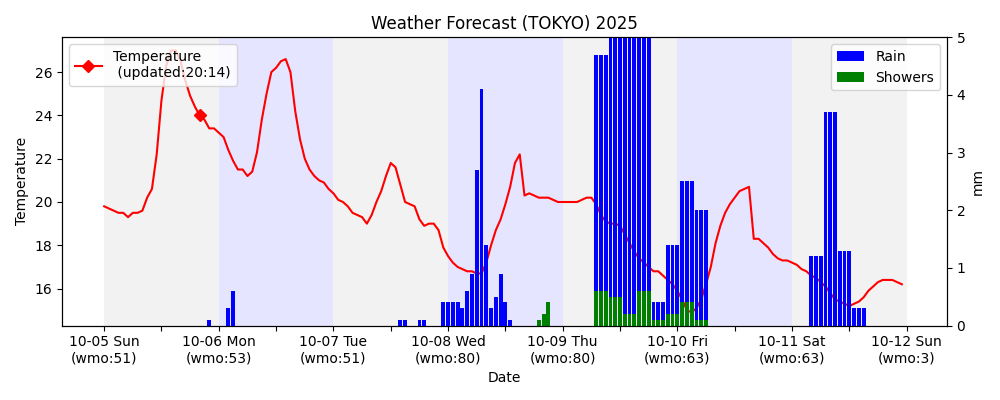 Weather Forecast (TOKYO) 2025
Temperature
(updated:20:14)
Rain
Showers
26
24
22
20
18
16
Temperature
5
4
3
2
1
0
mm
10-05 Sun
(wmo:51)
10-06 Mon
(wmo:53)
10-07 Tue
(wmo:51)
10-08 Wed
(wmo:80)
10-09 Thu
(wmo:80)
10-10 Fri
(wmo:63)
10-11 Sat
(wmo:63)
10-12 Sun
(wmo:3)
Date